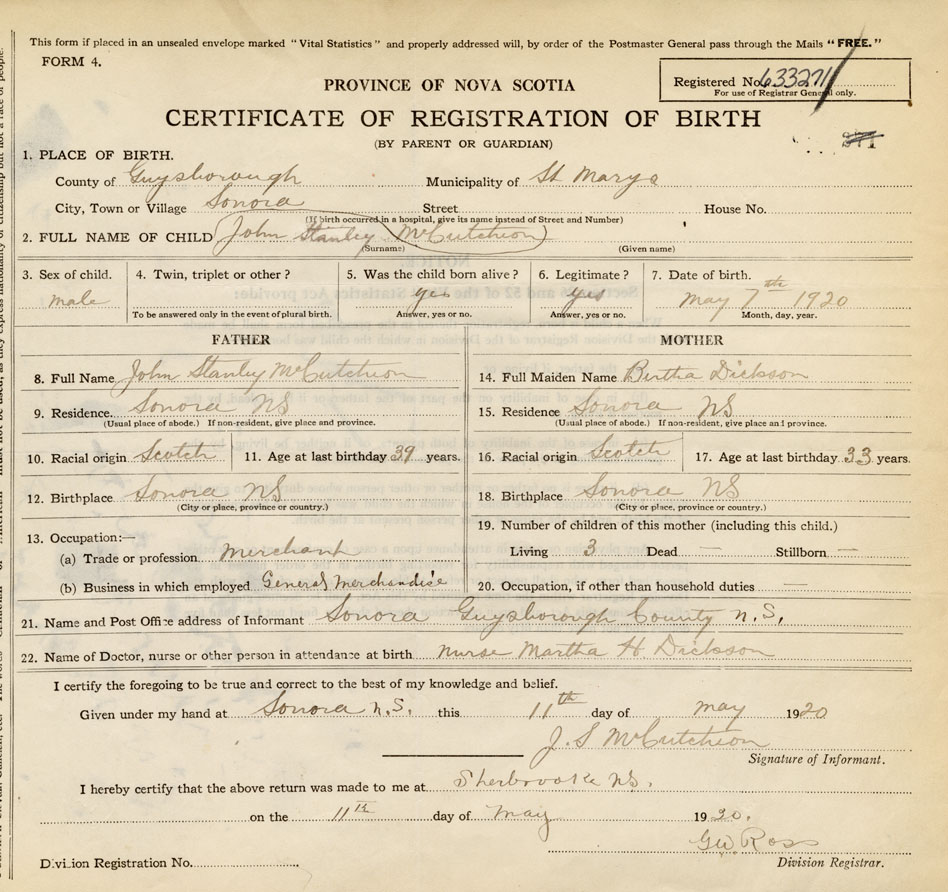 This form if placed in an unsealed envelope marked "Vital Statistics" and properly addressed will, by order of the Postmaster General pass through the Mails "FREE."
FORM 4.
Registered No. 633271
For use of Registrar General only.
PROVINCE OF NOVA SCOTIA
CERTIFICATE OF REGISTRATION OF BIRTH
(BY PARENT OR GUARDIAN)
1. PLACE OF BIRTH.
County of Guysborough Municipality of St Marys
City, Town or Village Sonora Street House No.
(If birth occurred in a hospital, give its name instead of Street and Number)
2. FULL NAME OF CHILD John Stanley McCutcheon
(Surname) (Given name)
3. Sex of child. 4. Twin, triplet or other? 5. Was the child born alive? 6. Legitimate? 7. Date of birth.
male yes yes May 7th 1920
To be answered only in the event of plural birth. Answer, yes or no. Answer, yes or no. Month, day, year.
FATHER MOTHER
8. Full Name John Stanley McCutcheon 14. Full Maiden Name Bertha Dickson
9. Residence. Sonora NS 15. Residence Sonora NS
(Usual place of abode.) If non-resident, give place and province. (Usual place of abode.) If non-resident, give place and province.
10. Racial origin Scotch 11. Age at last birthday 39 years. 16. Racial origin Scotch 17. Age at last birthday 33 years.
12. Birthplace Sonora NS 18. Birthplace Sonora NS
(City or place, province or country.) (City or place, province or country.)
13. Occupation:— 19. Number of children of this mother (including this child.)
(a) Trade or profession Merchant Living 3 Dead — Stillborn —
(b) Business in which employed General Merchandise 20. Occupation, if other than household duties —
21. Name and Post Office address of Informant Sonora Guysborough County N.S.
22. Name of Doctor, nurse or other person in attendance at birth Nurse Martha H Dickson
I certify the foregoing to be true and correct to the best of my knowledge and belief.
Given under my hand at Sonora N.S. this 11th day of May 1920
J. S McCutcheon
Signature of Informant.
I hereby certify that the above return was made to me at Sherbrooke NS.
on the 11th day of May 1920.
GW Ross
Division Registrar.
Division Registration No.